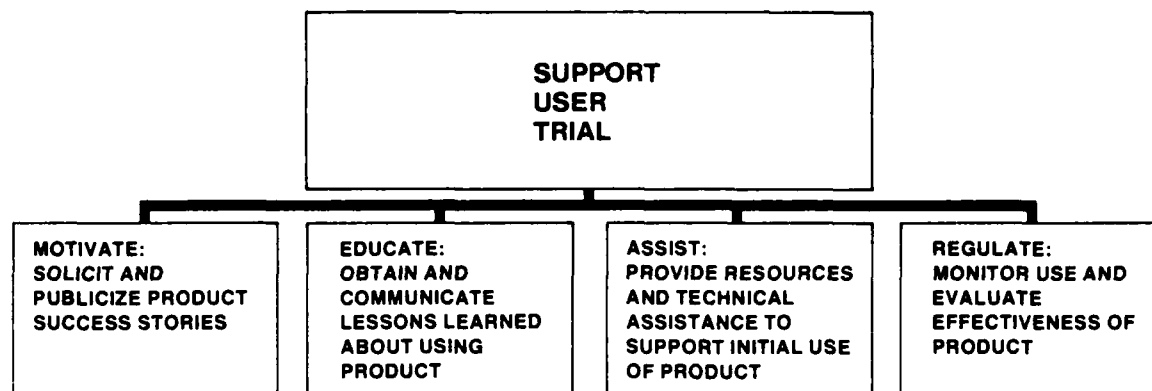 SUPPORT
USER
TRIAL
MOTIVATE:
SOLICIT AND
PUBLICIZE PRODUCT
SUCCESS STORIES
EDUCATE:
OBTAIN AND
COMMUNICATE
LESSONS LEARNED
ABOUT USING
PRODUCT
ASSIST:
PROVIDE RESOURCES
AND TECHNICAL
ASSISTANCE TO
SUPPORT INITIAL USE
OF PRODUCT
REGULATE:
MONITOR USE AND
EVALUATE
EFFECTIVENESS OF
PRODUCT